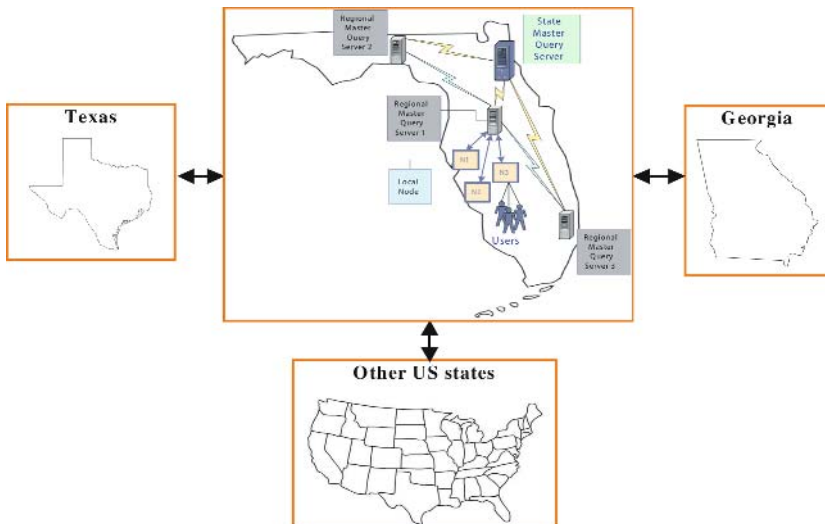 Regional
Master
Query
Server 2
State
Master
Query
Server
Texas
Regional
Master
Query
Server 1
Georgia
N1
Local
Node
N2
N3
Users
Regional
Master
Query
Server 3
Other US states